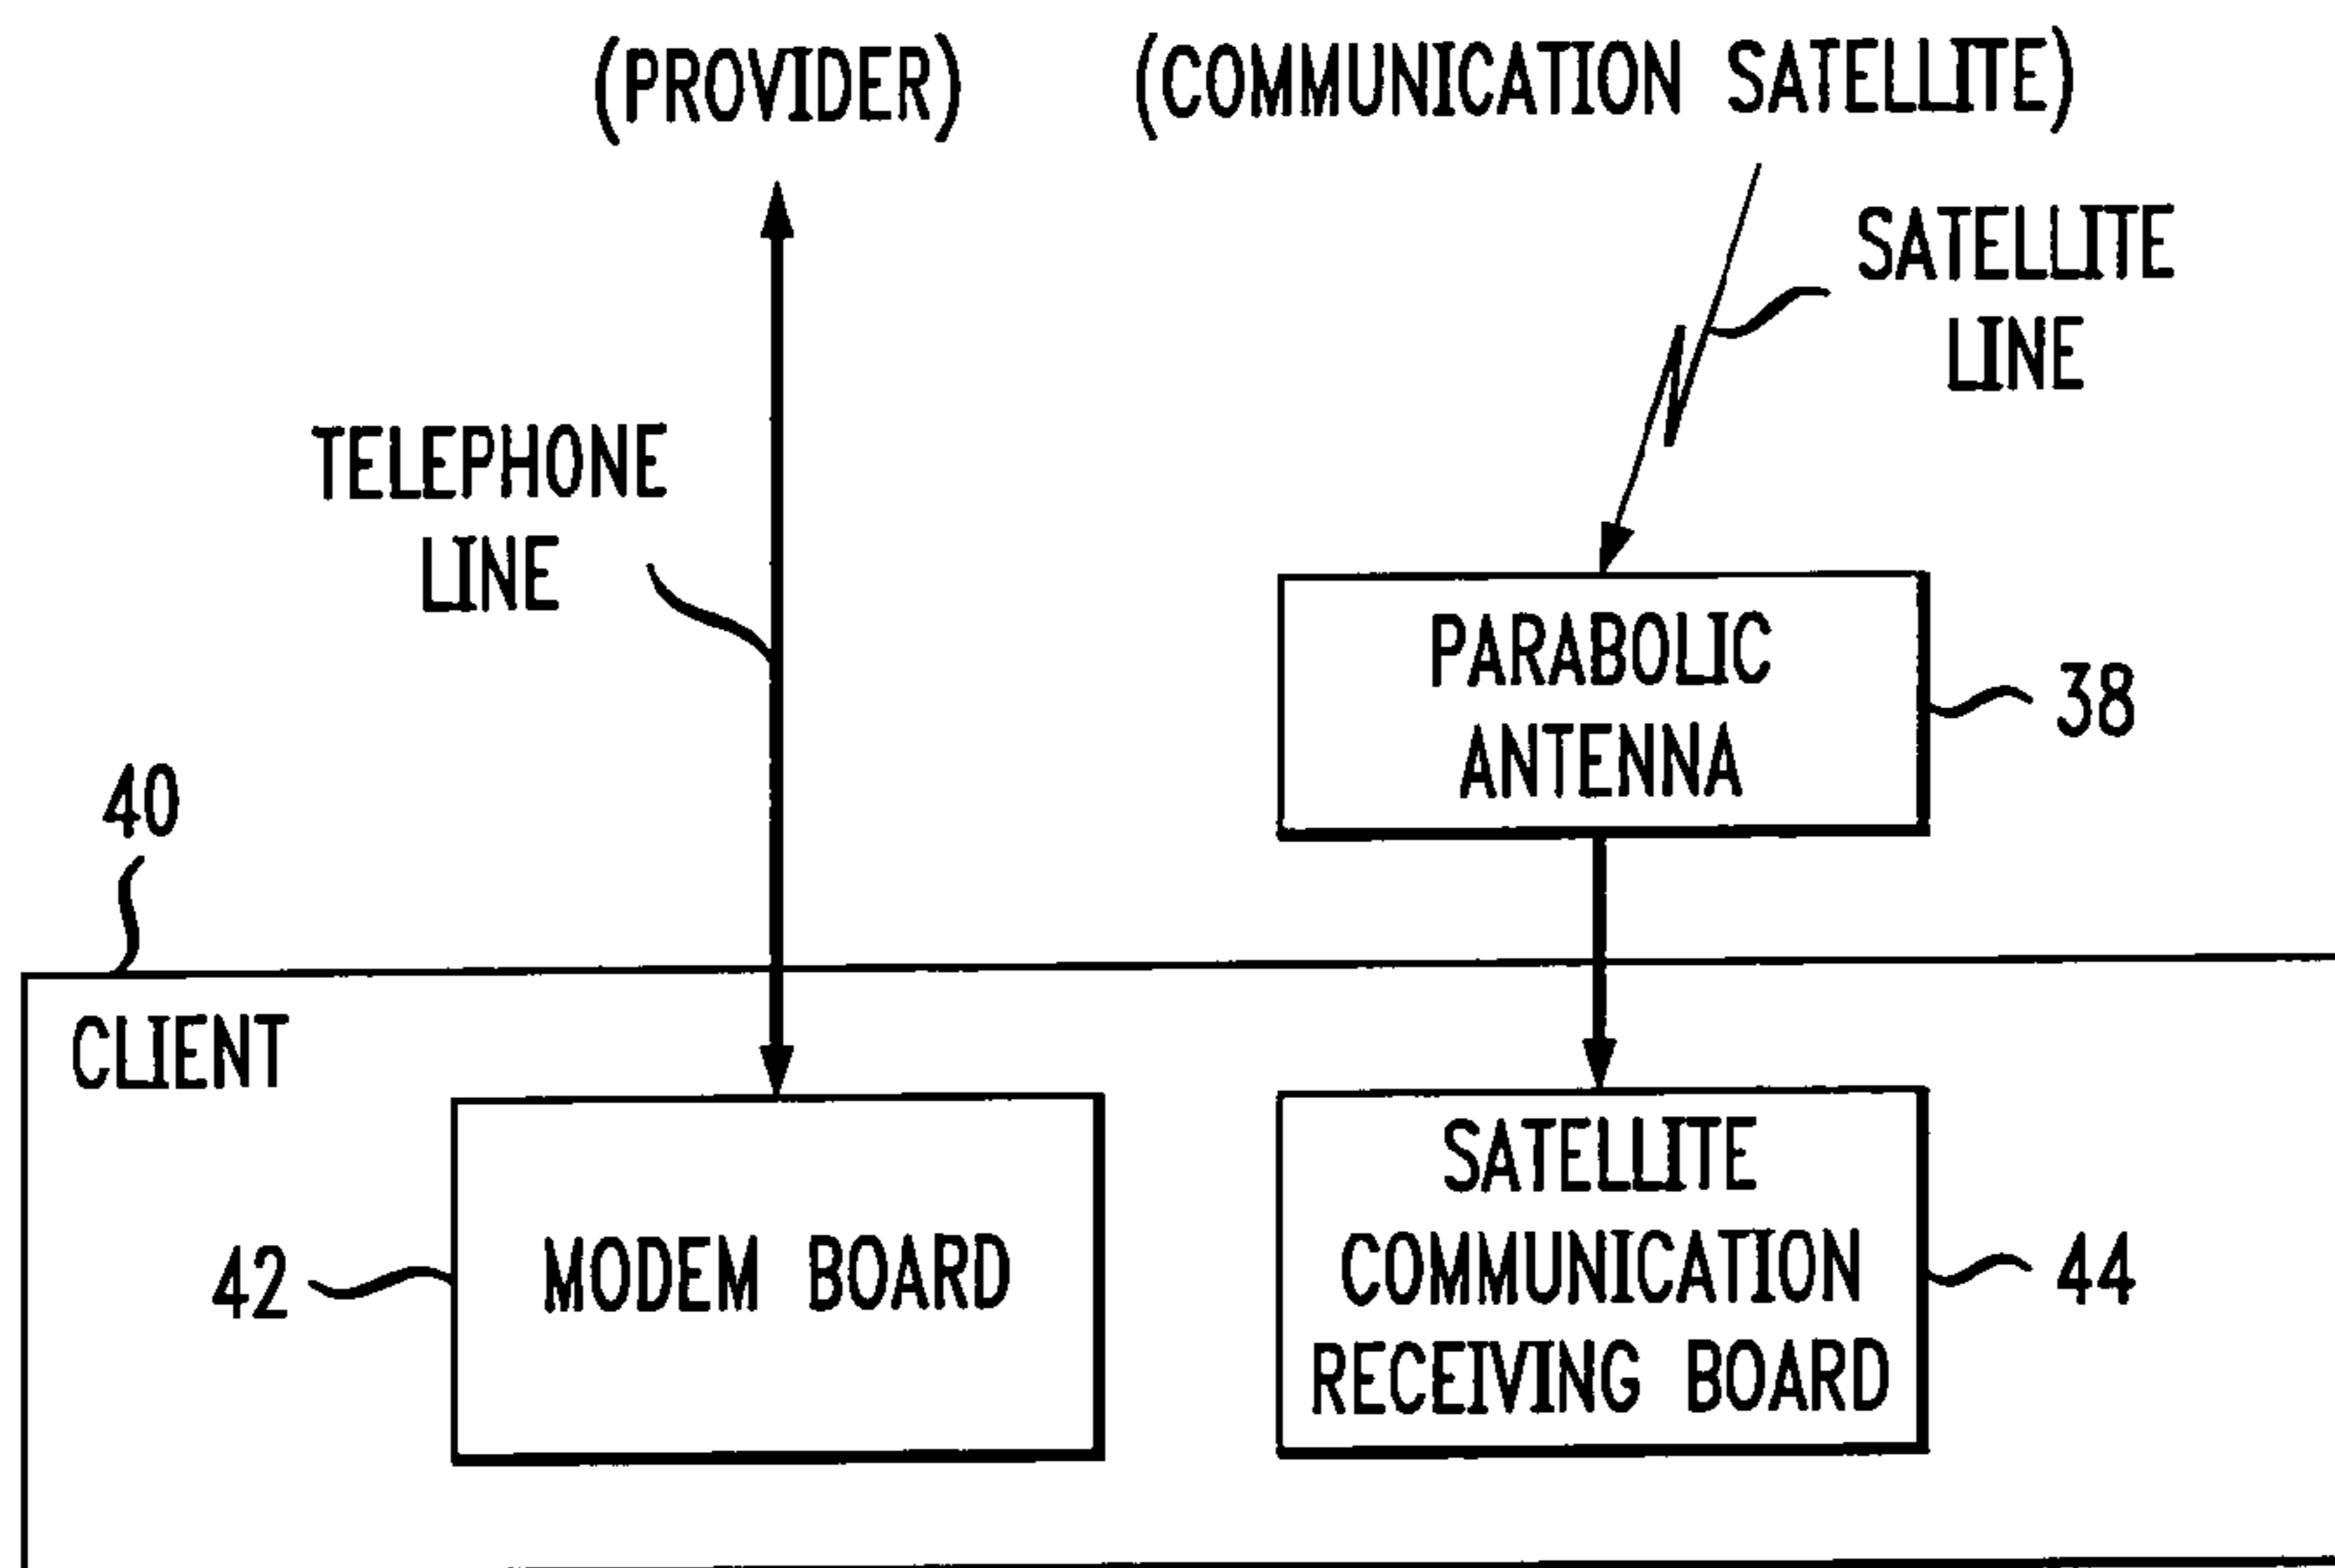 (PROVIDER)
(COMMUNICATION SATELLITE)
SATELLITE
LINE
TELEPHONE
LINE
PARABOLIC
ANTENNA
38
40
CLIENT
42
MODEM BOARD
SATELLITE
COMMUNICATION
RECEIVING BOARD
44